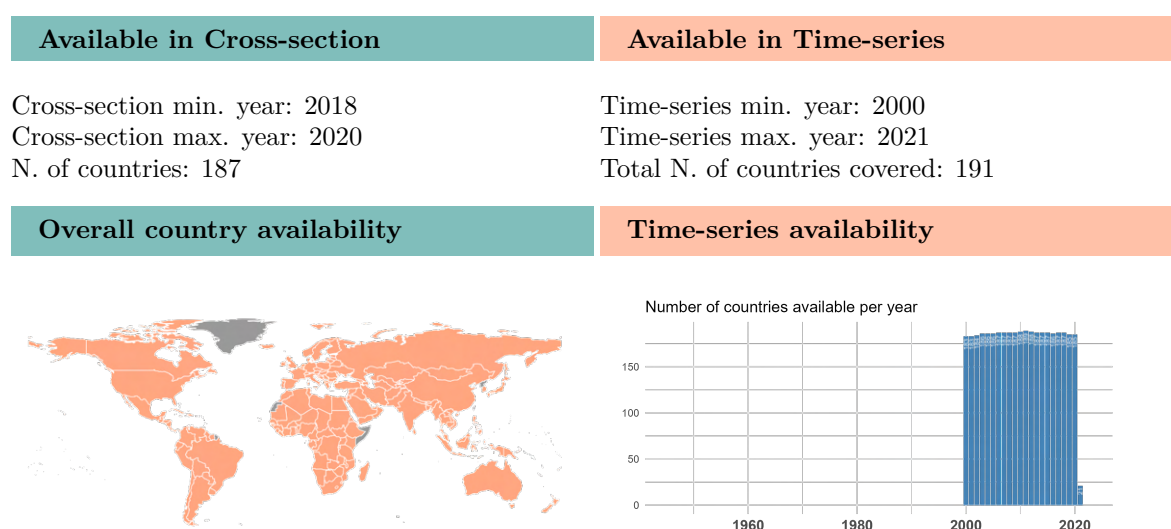 Available in Cross-section
Available in Time-series
Cross-section min. year: 2018
Cross-section max. year: 2020
N. of countries: 187
Time-series min. year: 2000
Time-series max. year: 2021
Total N. of countries covered: 191
Overall country availability
Time-series availability
Number of countries available per year
150
100
50
0
1960 1980 2000 2020